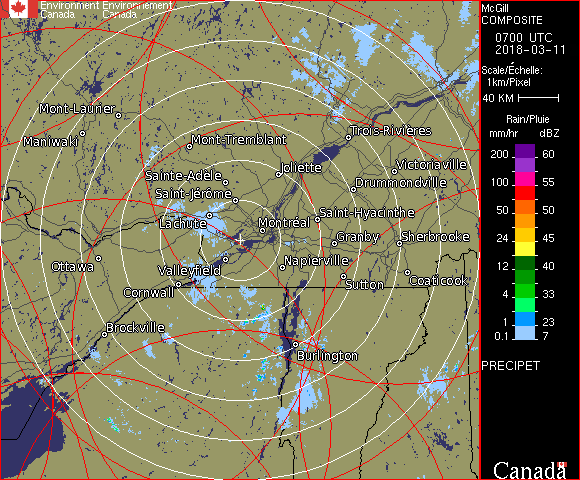 Environment Environnement
Canada Canada
McGill
COMPOSITE
0700 UTC
2018-03-11
Scale/Échelle:
1km/Pixel
40 KM
Rain/Pluie
mm/hr dBZ
200 60
55
100 55
50 50
24 45
12 40
4 33
1 23
0.1 7
PRECIPET
Canada
Mont-Laurier
Maniwaki
Mont-Tremblant
Trois-Rivières
Sainte-Adèle
Joliette
Victoriaville
Saint-Jérôme
Drummondville
Lachute
Montréal
Saint-Hyacinthe
Granby
Sherbrooke
Ottawa
Valleyfield
Napierville
Cornwall
Sutton
Coaticook
Brockville
Burlington